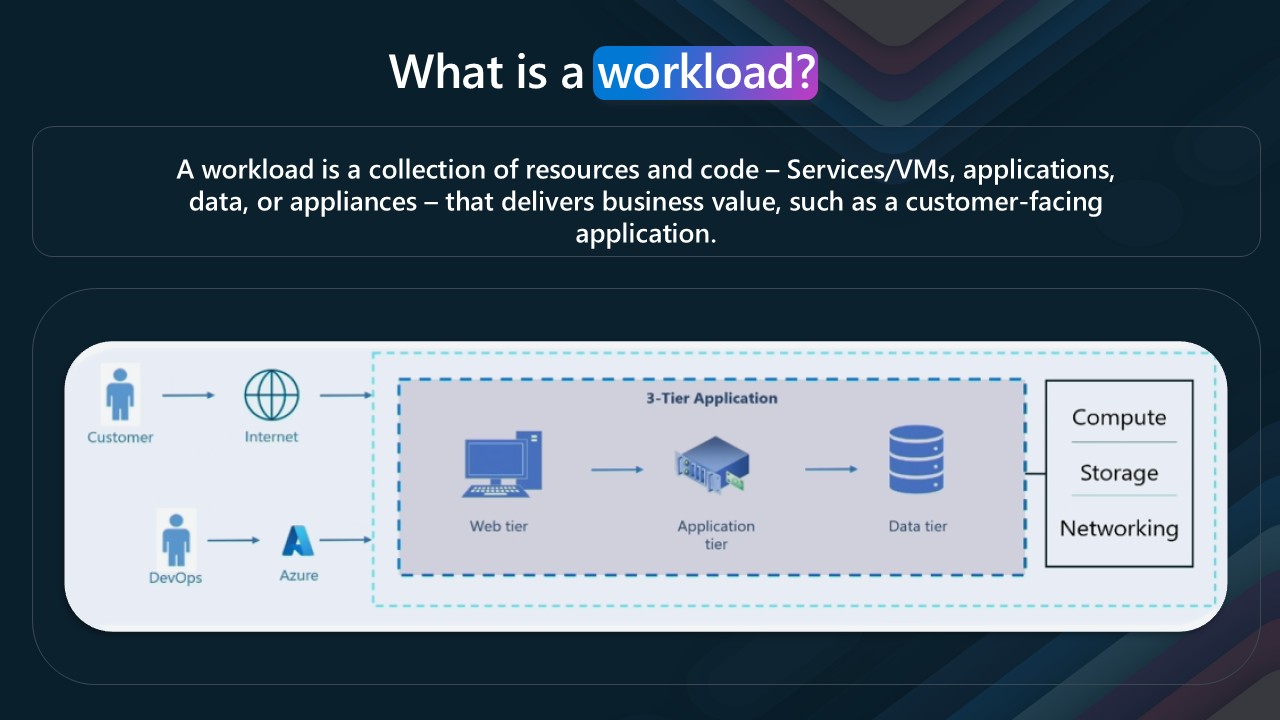 What is a workload?
A workload is a collection of resources and code – Services/VMs, applications,
data, or appliances – that delivers business value, such as a customer-facing
application.
Customer
Internet
DevOps
Azure
3-Tier Application
Web tier
Application
tier
Data tier
Compute
Storage
Networking